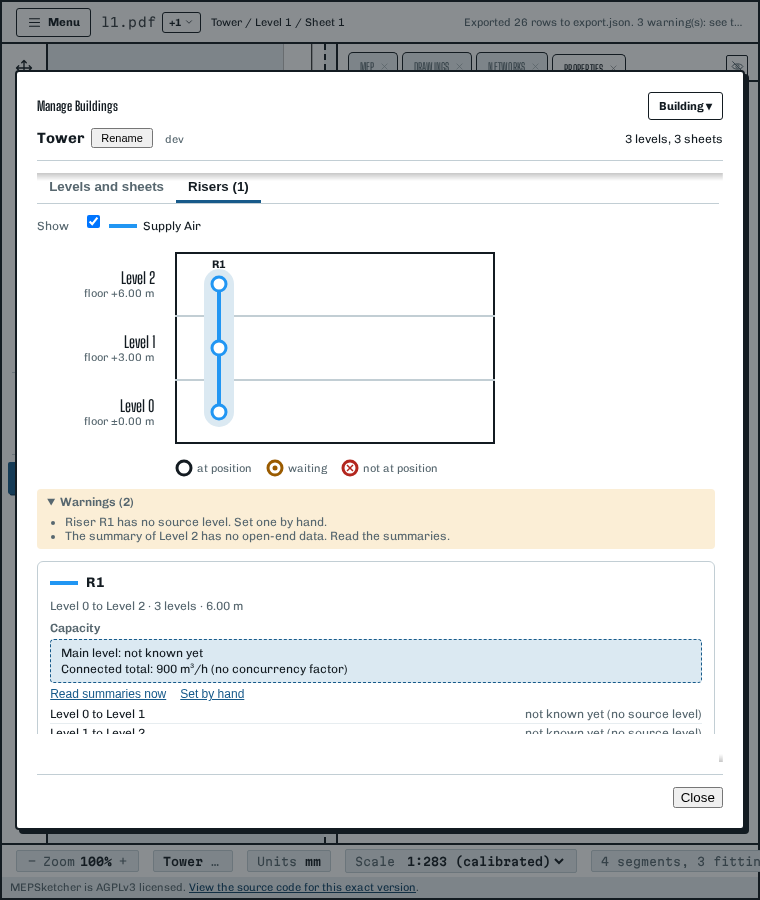 Menu
l1.pdf
+1
Tower / Level 1 / Sheet 1
Exported 26 rows to export.json. 3 warning(s): see t…
MEP ×
DRAWINGS ×
NETWORKS ×
PROPERTIES ×
Manage Buildings
Building ▾
Tower
Rename
dev
3 levels, 3 sheets
Levels and sheets
Risers (1)
Show
Supply Air
R1
Level 2
floor +6.00 m
Level 1
floor +3.00 m
Level 0
floor ±0.00 m
at position
waiting
not at position
▼ Warnings (2)
• Riser R1 has no source level. Set one by hand.
• The summary of Level 2 has no open-end data. Read the summaries.
R1
Level 0 to Level 2 · 3 levels · 6.00 m
Capacity
Main level: not known yet
Connected total: 900 m³/h (no concurrency factor)
Read summaries now
Set by hand
Level 0 to Level 1
not known yet (no source level)
Level 1 to Level 2
not known yet (no source level)
Close
− Zoom 100% +
Tower …
Units mm
Scale 1:283 (calibrated)
4 segments, 3 fittin
MEPSketcher is AGPLv3 licensed. View the source code for this exact version.